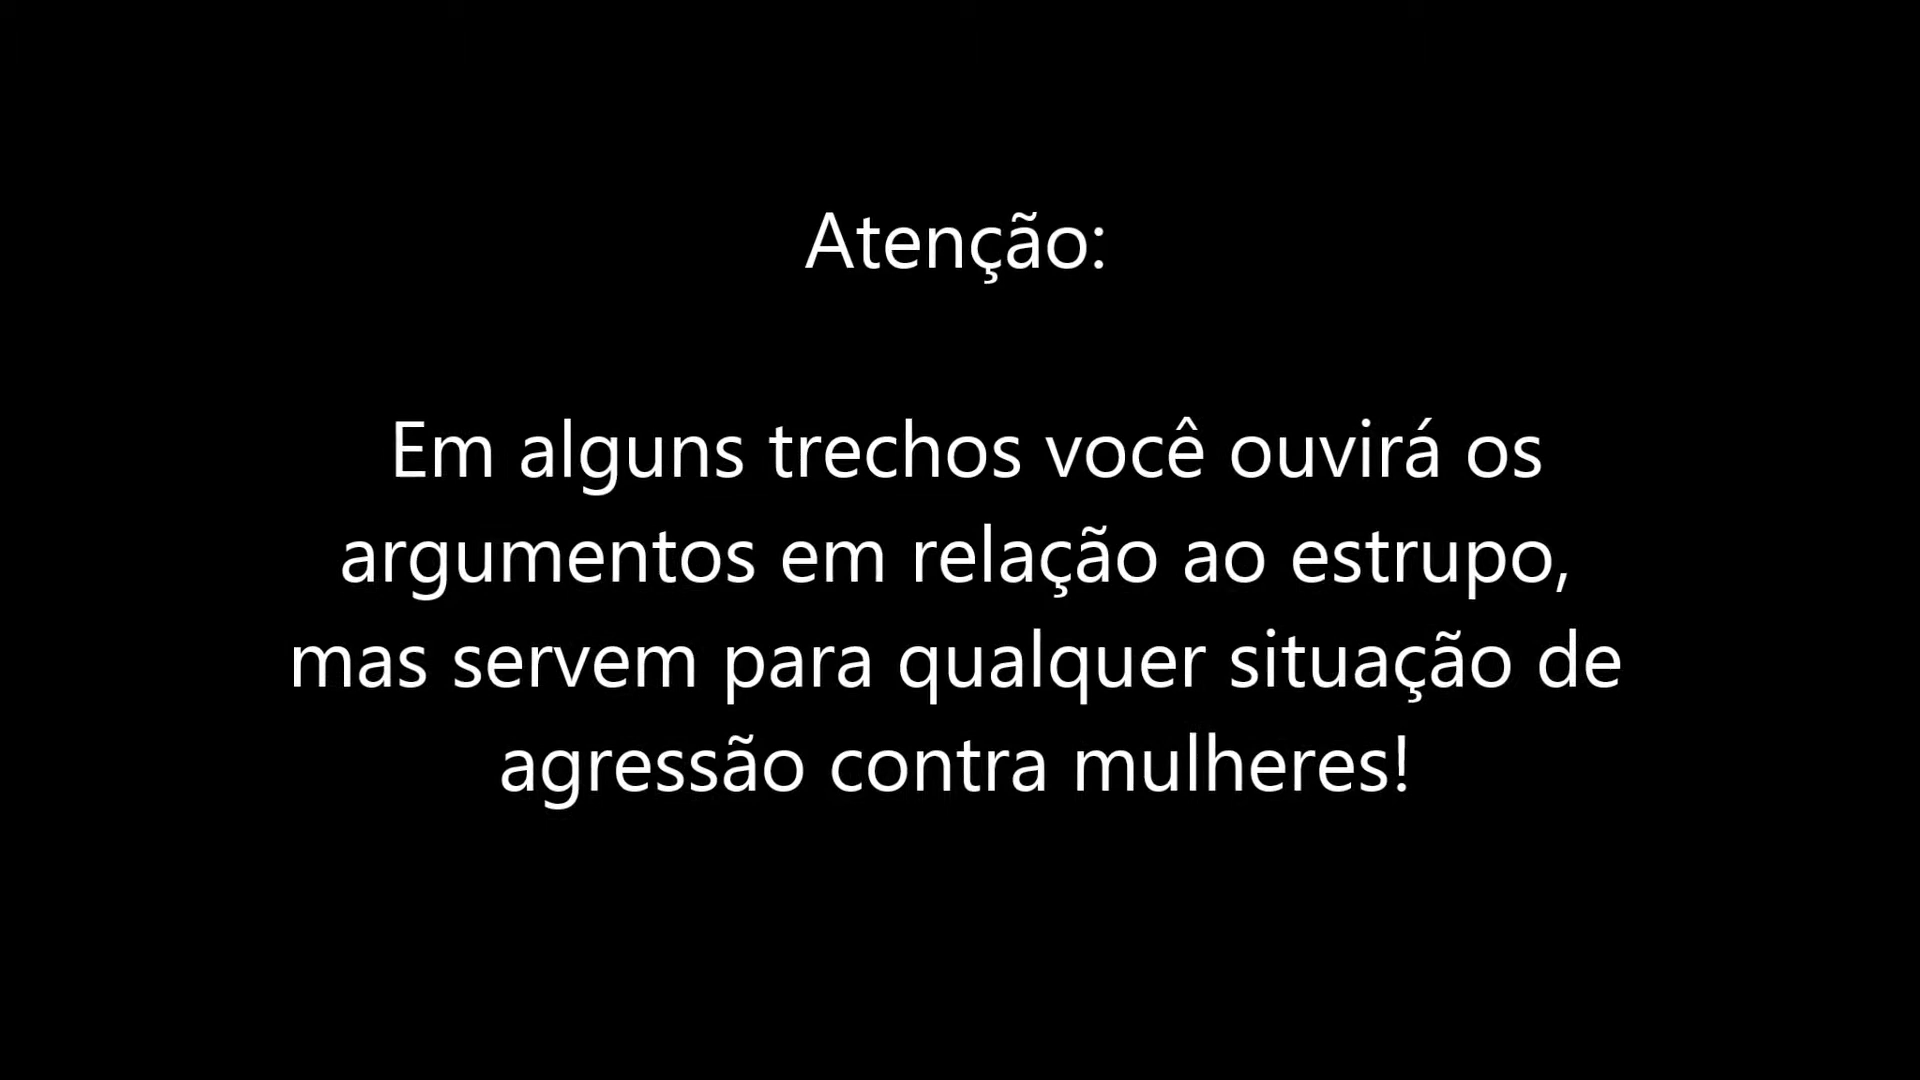 Atenção:
Em alguns trechos você ouvirá os
argumentos em relação ao estrupo,
mas servem para qualquer situação de
agressão contra mulheres!